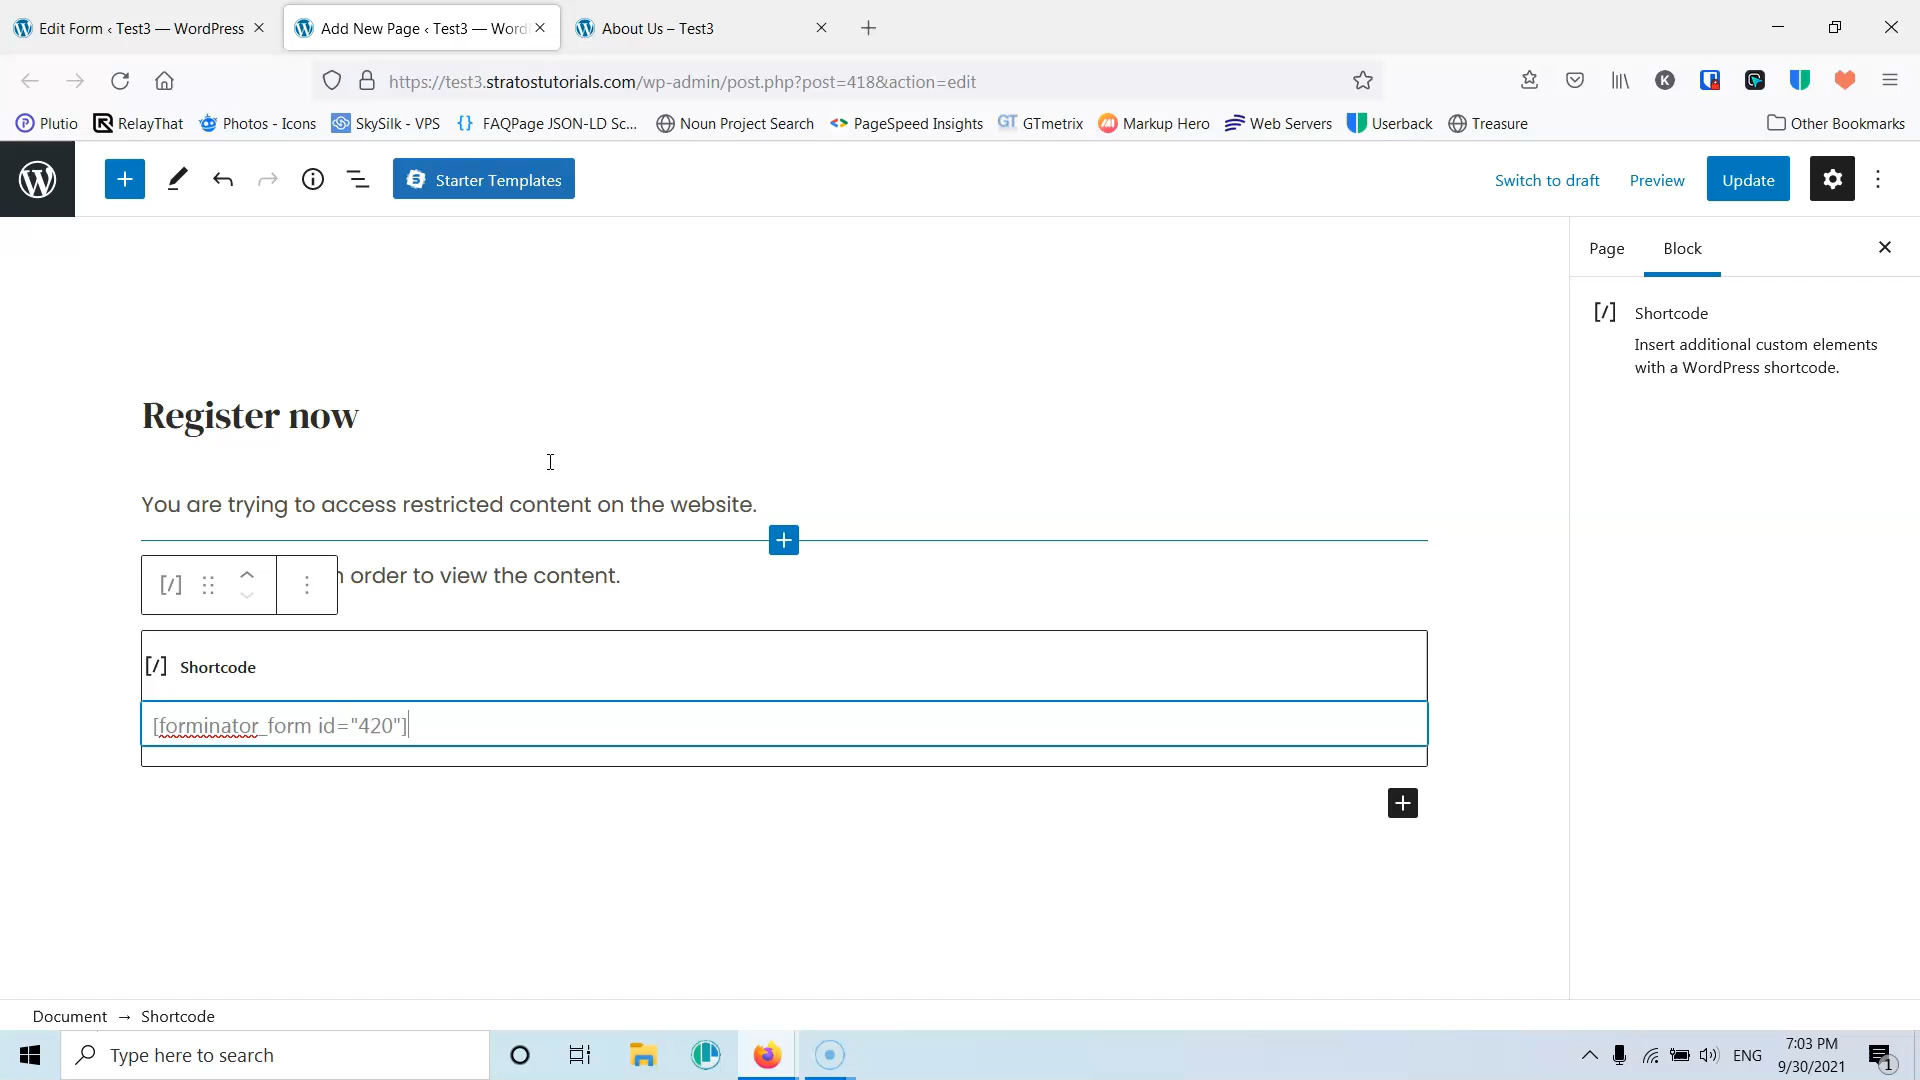 Edit Form ‹ Test3 — WordPress
Add New Page ‹ Test3 — Word
About Us – Test3
https://test3.stratostutorials.com/wp-admin/post.php?post=418&action=edit
K
Plutio
RelayThat
Photos - Icons
SkySilk - VPS
FAQPage JSON-LD Sc...
Noun Project Search
PageSpeed Insights
GT GTmetrix
Markup Hero
Web Servers
Userback
Treasure
Other Bookmarks
Starter Templates
Switch to draft
Preview
Update
Page
Block
[/] Shortcode
Insert additional custom elements
with a WordPress shortcode.
Register now
You are trying to access restricted content on the website.
[/]
n order to view the content.
[/] Shortcode
[forminator_form id="420"]
Document → Shortcode
Type here to search
ENG
7:03 PM
9/30/2021
1